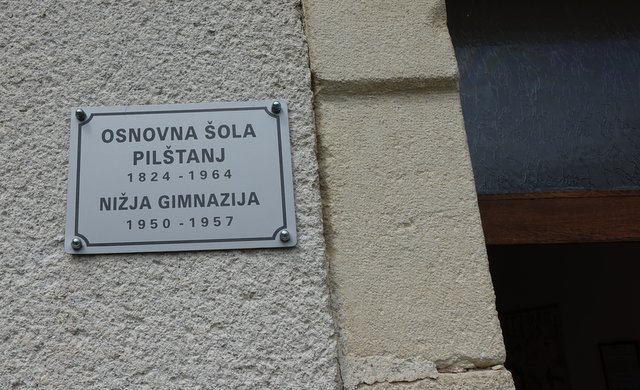 OSNOVNA ŠOLA
PILŠTANJ
1824 - 1964
NIŽJA GIMNAZIJA
1950 - 1957